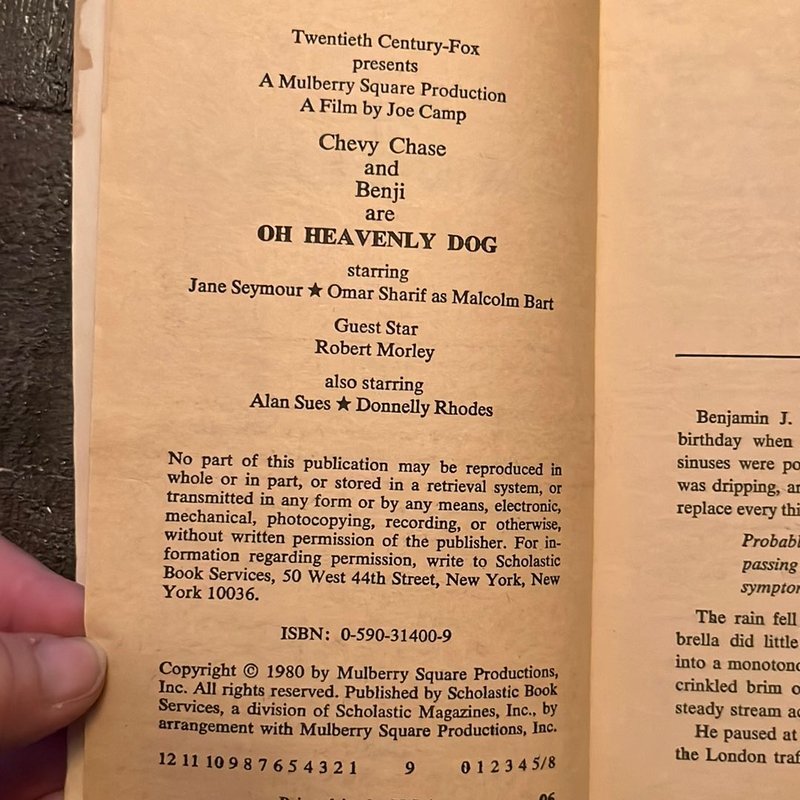 Twentieth Century-Fox
presents
A Mulberry Square Production
A Film by Joe Camp
Chevy Chase
and
Benji
are
OH HEAVENLY DOG
starring
Jane Seymour ★ Omar Sharif as Malcolm Bart
Guest Star
Robert Morley
also starring
Alan Sues ★ Donnelly Rhodes
No part of this publication may be reproduced in
whole or in part, or stored in a retrieval system, or
transmitted in any form or by any means, electronic,
mechanical, photocopying, recording, or otherwise,
without written permission of the publisher. For in-
formation regarding permission, write to Scholastic
Book Services, 50 West 44th Street, New York, New
York 10036.
ISBN: 0-590-31400-9
Copyright © 1980 by Mulberry Square Productions,
Inc. All rights reserved. Published by Scholastic Book
Services, a division of Scholastic Magazines, Inc., by
arrangement with Mulberry Square Productions, Inc.
12 11 10 9 8 7 6 5 4 3 2 1 9 0 1 2 3 4 5/8
06
Benjamin J.
birthday when
sinuses were
was dripping,
replace every
passing
The rain fell
brella did little
into a
crinkled brim
steady stream
He paused at
the London